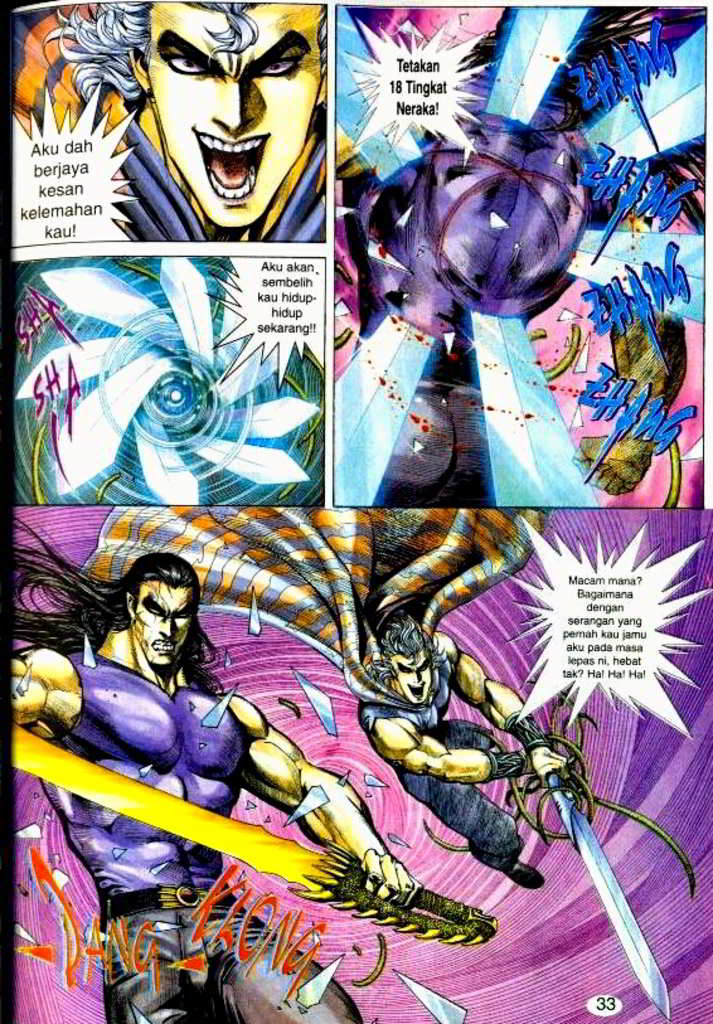 Aku dah
berjaya
kesan
kelemahan
kau!
Tetakan
18 Tingkat
Neraka!
ZHANG
ZHANG
ZHANG
ZHANG
Aku akan
sembelih
kau hidup-
hidup
sekarang!!
SHA
SHA
Macam mana?
Bagaimana
dengan
serangan yang
pernah kau jamu
aku pada masa
lepas ni, hebat
tak? Ha! Ha! Ha!
DANG
KLONG
33